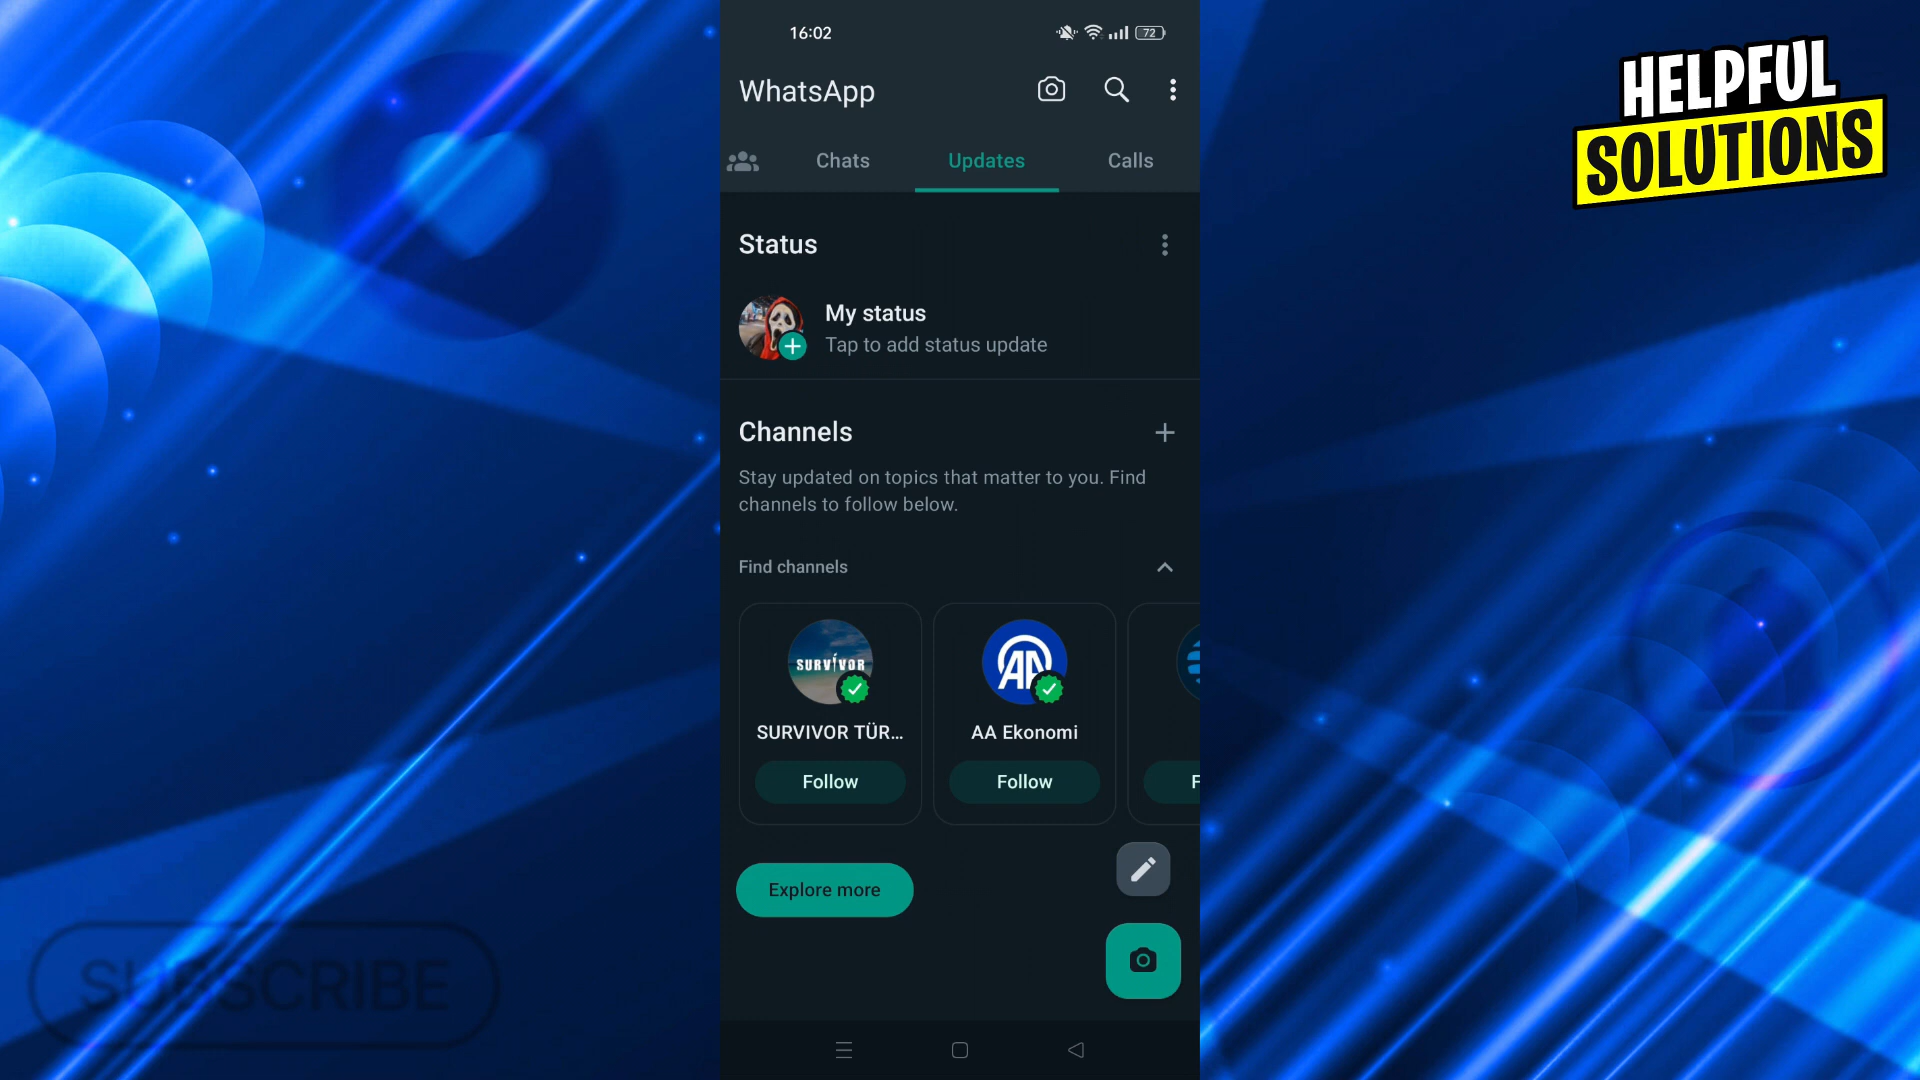 16:02
72
WhatsApp
Chats
Updates
Calls
Status
My status
Tap to add status update
Channels
Stay updated on topics that matter to you. Find
channels to follow below.
Find channels
SURVIVOR
AA
SURVIVOR TÜR...
AA Ekonomi
Follow
Follow
F
Explore more
HELPFUL
SOLUTIONS
SUBSCRIBE